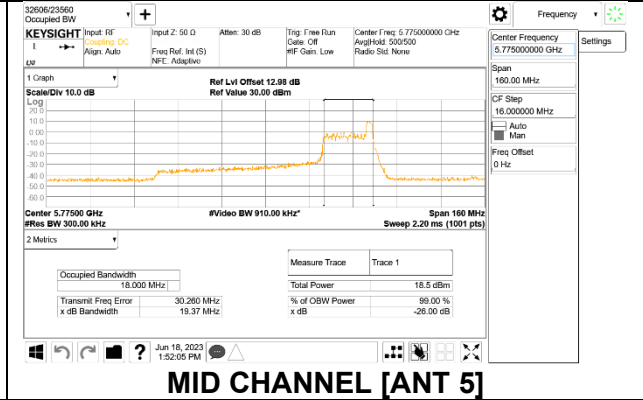 32606/23560
Occupied BW
KEYSIGHT Input: RF Input Z: 50 Ω Atten: 30 dB Trig: Free Run Center Freq: 5.775000000 GHz
Coupling: DC Gate: Off Avg|Hold: 500/500
Align: Auto Freq Ref: Int (S) #IF Gain: Low Radio Std: None
NFE: Adaptive
1 Graph
Ref Lvl Offset 12.98 dB
Scale/Div 10.0 dB Ref Value 30.00 dBm
Log
20.0
10.0
0.00
-10.0
-20.0
-30.0
-40.0
-50.0
-60.0
Center 5.77500 GHz #Video BW 910.00 kHz* Span 160 MHz
#Res BW 300.00 kHz Sweep 2.20 ms (1001 pts)
2 Metrics
Measure Trace Trace 1
Occupied Bandwidth
18.000 MHz Total Power 18.5 dBm
Transmit Freq Error 30.260 MHz % of OBW Power 99.00 %
x dB Bandwidth 19.37 MHz x dB -26.00 dB
Jun 18, 2023
1:52:05 PM
Frequency
Settings
Center Frequency
5.775000000 GHz
Span
160.00 MHz
CF Step
16.000000 MHz
Auto
Man
Freq Offset
0 Hz
MID CHANNEL [ANT 5]